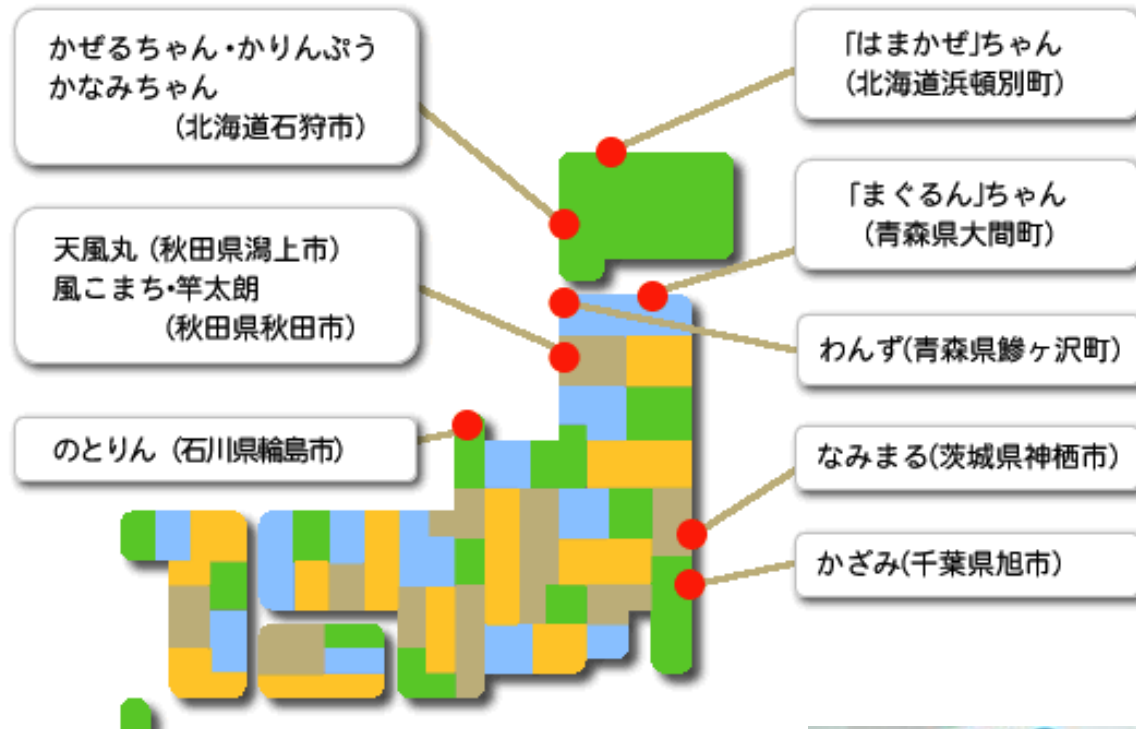 かぜるちゃん・かりんぷう
かなみちゃん
(北海道石狩市)
「はまかぜ」ちゃん
(北海道浜頓別町)
「まぐるん」ちゃん
(青森県大間町)
天風丸 (秋田県潟上市)
風こまち・竿太朗
(秋田県秋田市)
わんず(青森県鰺ヶ沢町)
のとりん (石川県輪島市)
なみまる(茨城県神栖市)
かざみ(千葉県旭市)